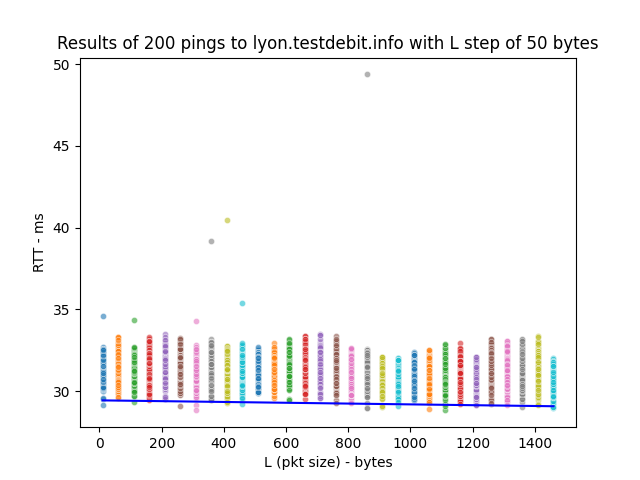 Results of 200 pings to lyon.testdebit.info with L step of 50 bytes
50
45
40
35
30
RTT - ms
0 200 400 600 800 1000 1200 1400
L (pkt size) - bytes